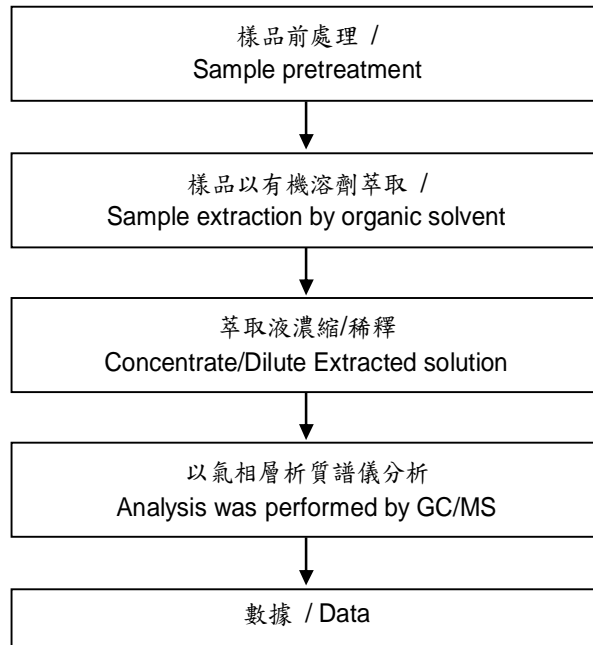 樣品前處理 /
Sample pretreatment
樣品以有機溶劑萃取 /
Sample extraction by organic solvent
萃取液濃縮/稀釋
Concentrate/Dilute Extracted solution
以氣相層析質譜儀分析
Analysis was performed by GC/MS
數據 / Data